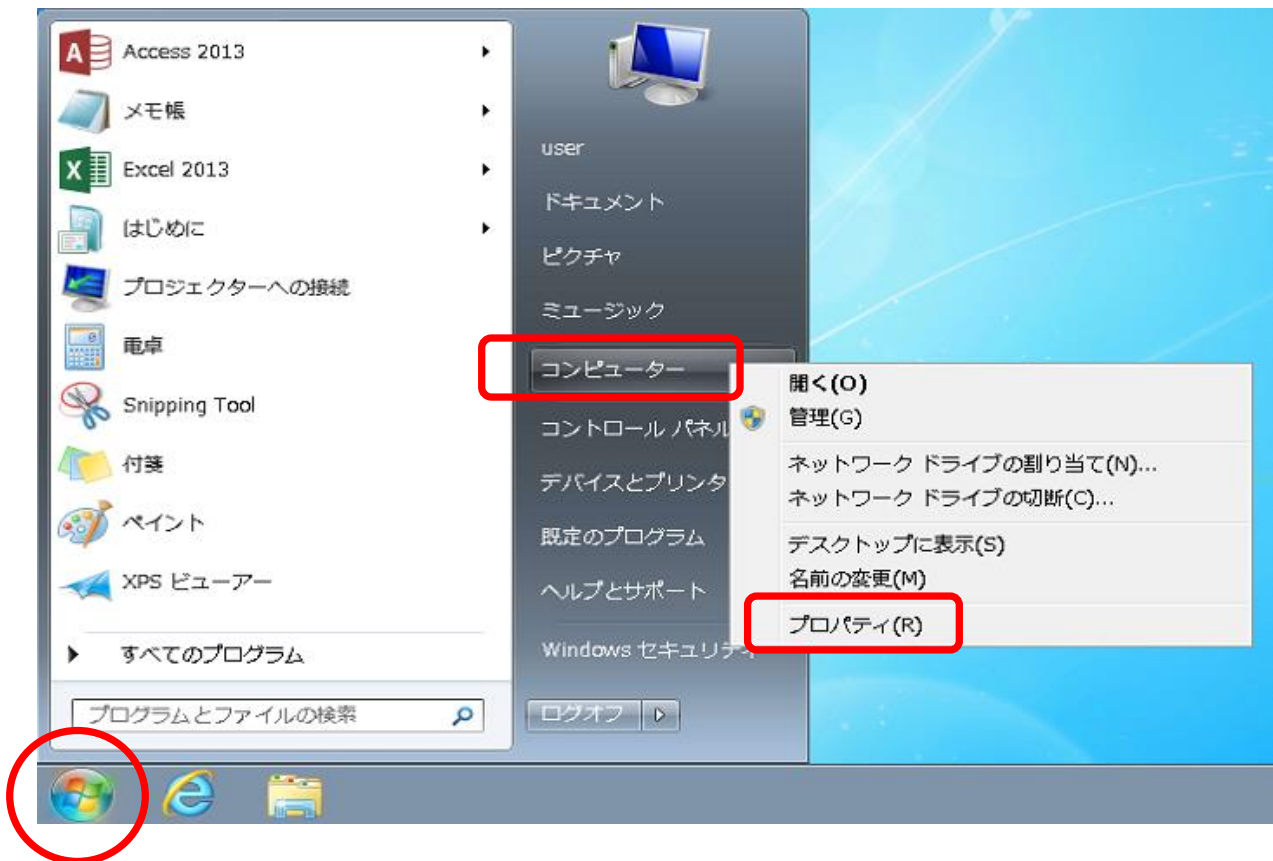 Access 2013
メモ帳
Excel 2013
はじめに
プロジェクターへの接続
電卓
Snipping Tool
付箋
ペイント
XPS ビューアー
すべてのプログラム
プログラムとファイルの検索
user
ドキュメント
ピクチャ
ミュージック
コンピューター
コントロール パネル
デバイスとプリンタ
既定のプログラム
ヘルプとサポート
Windows セキュリティ
ログオフ
開く(O)
管理(G)
ネットワーク ドライブの割り当て(N)...
ネットワーク ドライブの切断(C)...
デスクトップに表示(S)
名前の変更(M)
プロパティ(R)